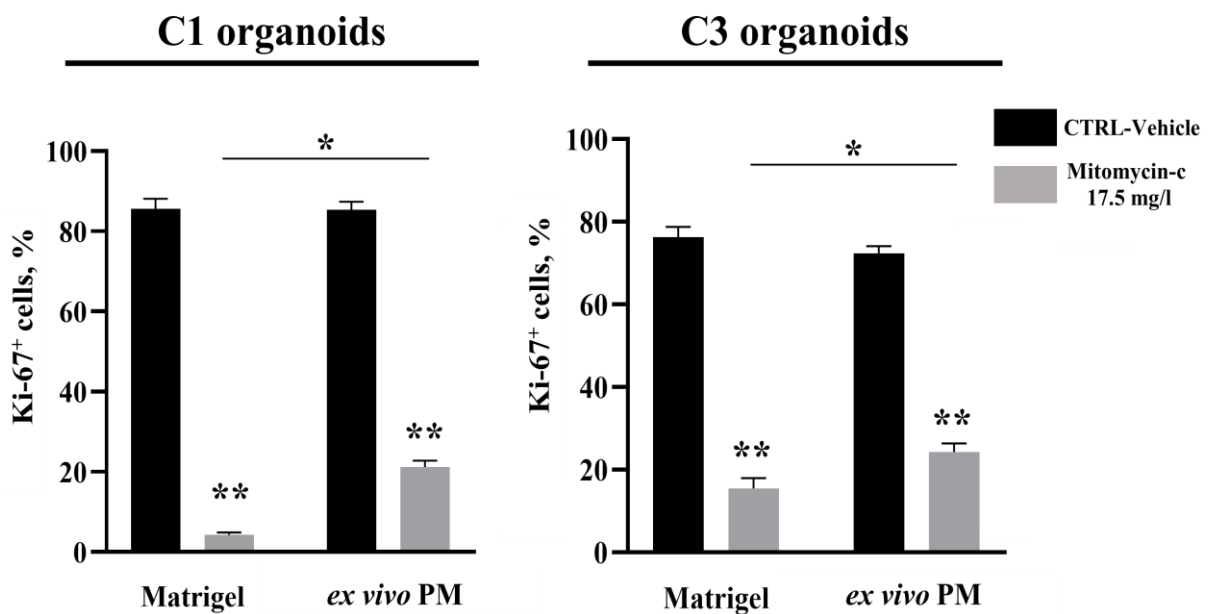 C1 organoids
C3 organoids
CTRL-Vehicle
Mitomycin-c
17.5 mg/l
Ki-67+ cells, %
100
80
60
40
20
0
*
**
**
Matrigel
ex vivo PM
Ki-67+ cells, %
100
80
60
40
20
0
*
**
**
Matrigel
ex vivo PM